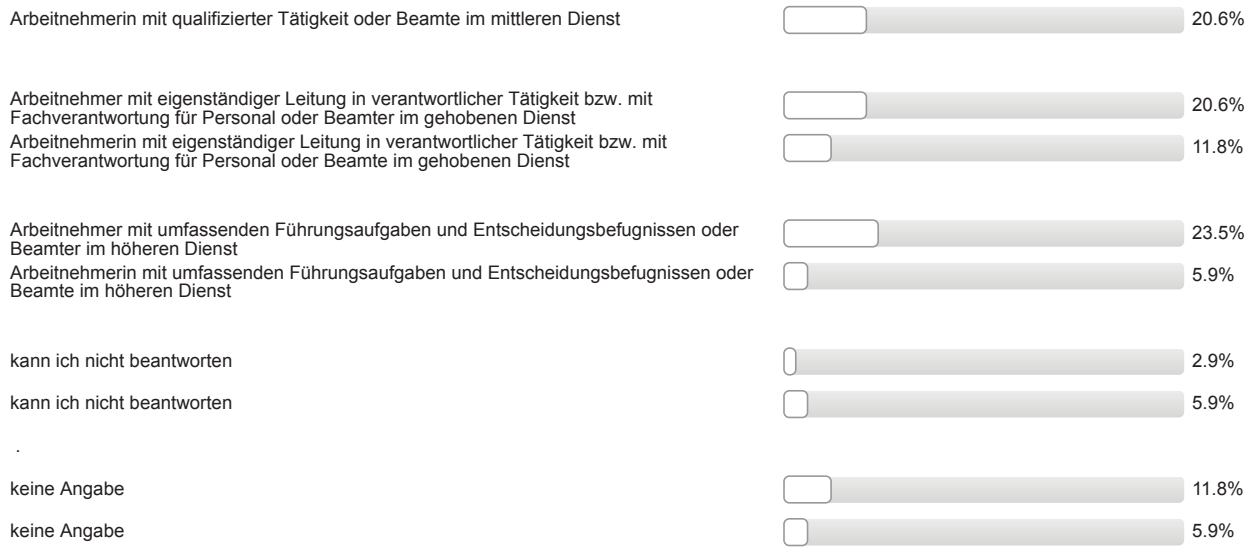 Arbeitnehmerin mit qualifizierter Tätigkeit oder Beamte im mittleren Dienst 20.6%
Arbeitnehmer mit eigenständiger Leitung in verantwortlicher Tätigkeit bzw. mit
Fachverantwortung für Personal oder Beamter im gehobenen Dienst 20.6%
Arbeitnehmerin mit eigenständiger Leitung in verantwortlicher Tätigkeit bzw. mit
Fachverantwortung für Personal oder Beamte im gehobenen Dienst 11.8%
Arbeitnehmer mit umfassenden Führungsaufgaben und Entscheidungsbefugnissen oder
Beamter im höheren Dienst 23.5%
Arbeitnehmerin mit umfassenden Führungsaufgaben und Entscheidungsbefugnissen oder
Beamte im höheren Dienst 5.9%
kann ich nicht beantworten 2.9%
kann ich nicht beantworten 5.9%
.
keine Angabe 11.8%
keine Angabe 5.9%